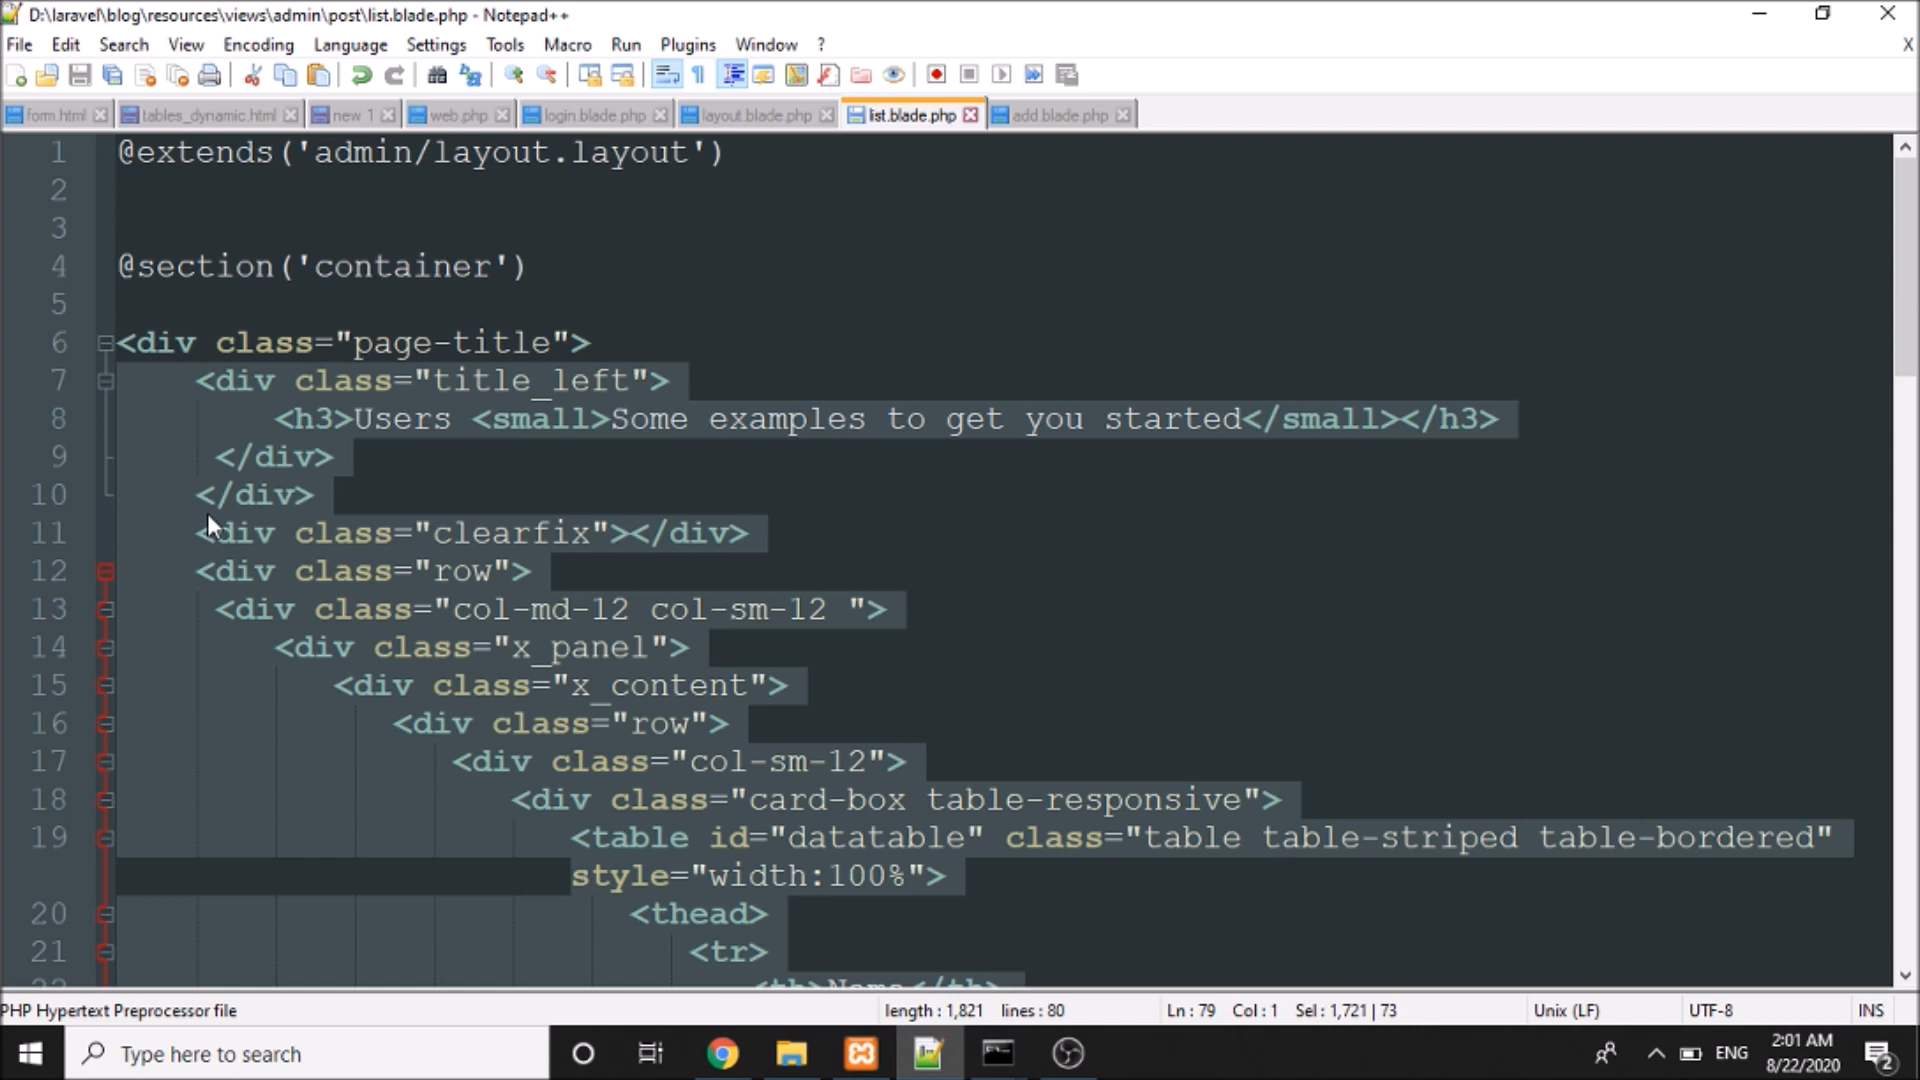 D:\laravel\blog\resources\views\admin\post\list.blade.php - Notepad++
File Edit Search View Encoding Language Settings Tools Macro Run Plugins Window ? X
form.html tables_dynamic.html new 1 web.php login.blade.php layout.blade.php list.blade.php add.blade.php
1 @extends('admin/layout.layout')
2
3
4 @section('container')
5
6 <div class="page-title">
7 <div class="title_left">
8 <h3>Users <small>Some examples to get you started</small></h3>
9 </div>
10 </div>
11 <div class="clearfix"></div>
12 <div class="row">
13 <div class="col-md-12 col-sm-12 ">
14 <div class="x_panel">
15 <div class="x_content">
16 <div class="row">
17 <div class="col-sm-12">
18 <div class="card-box table-responsive">
19 <table id="datatable" class="table table-striped table-bordered"
style="width:100%">
20 <thead>
21 <tr>
22 <th>Name</th>
PHP Hypertext Preprocessor file length : 1,821 lines : 80 Ln : 79 Col : 1 Sel : 1,721 | 73 Unix (LF) UTF-8 INS
Type here to search ENG 2:01 AM
8/22/2020 2